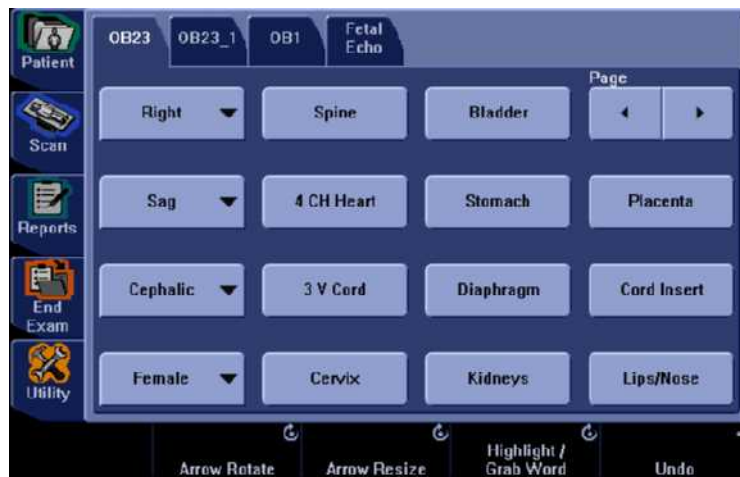 Patient
Scan
Reports
End
Exam
Utility
OB23
OB23_1
OB1
Fetal
Echo
Page
Right
Spine
Bladder
Sag
4 CH Heart
Stomach
Placenta
Cephalic
3 V Cord
Diaphragm
Cord Insert
Female
Cervix
Kidneys
Lips/Nose
Arrow Rotate
Arrow Resize
Highlight /
Grab Word
Undo